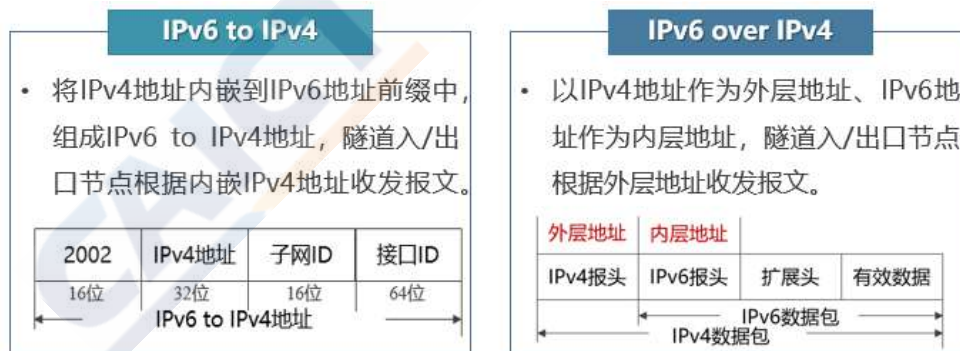 IPv6 to IPv4
• 将IPv4地址内嵌到IPv6地址前缀中，
组成IPv6 to IPv4地址，隧道入/出
口节点根据内嵌IPv4地址收发报文。
2002 IPv4地址 子网ID 接口ID
16位 32位 16位 64位
IPv6 to IPv4地址
IPv6 over IPv4
• 以IPv4地址作为外层地址、IPv6地
址作为内层地址，隧道入/出口节点
根据外层地址收发报文。
外层地址 内层地址
IPv4报头 IPv6报头 扩展头 有效数据
IPv6数据包
IPv4数据包